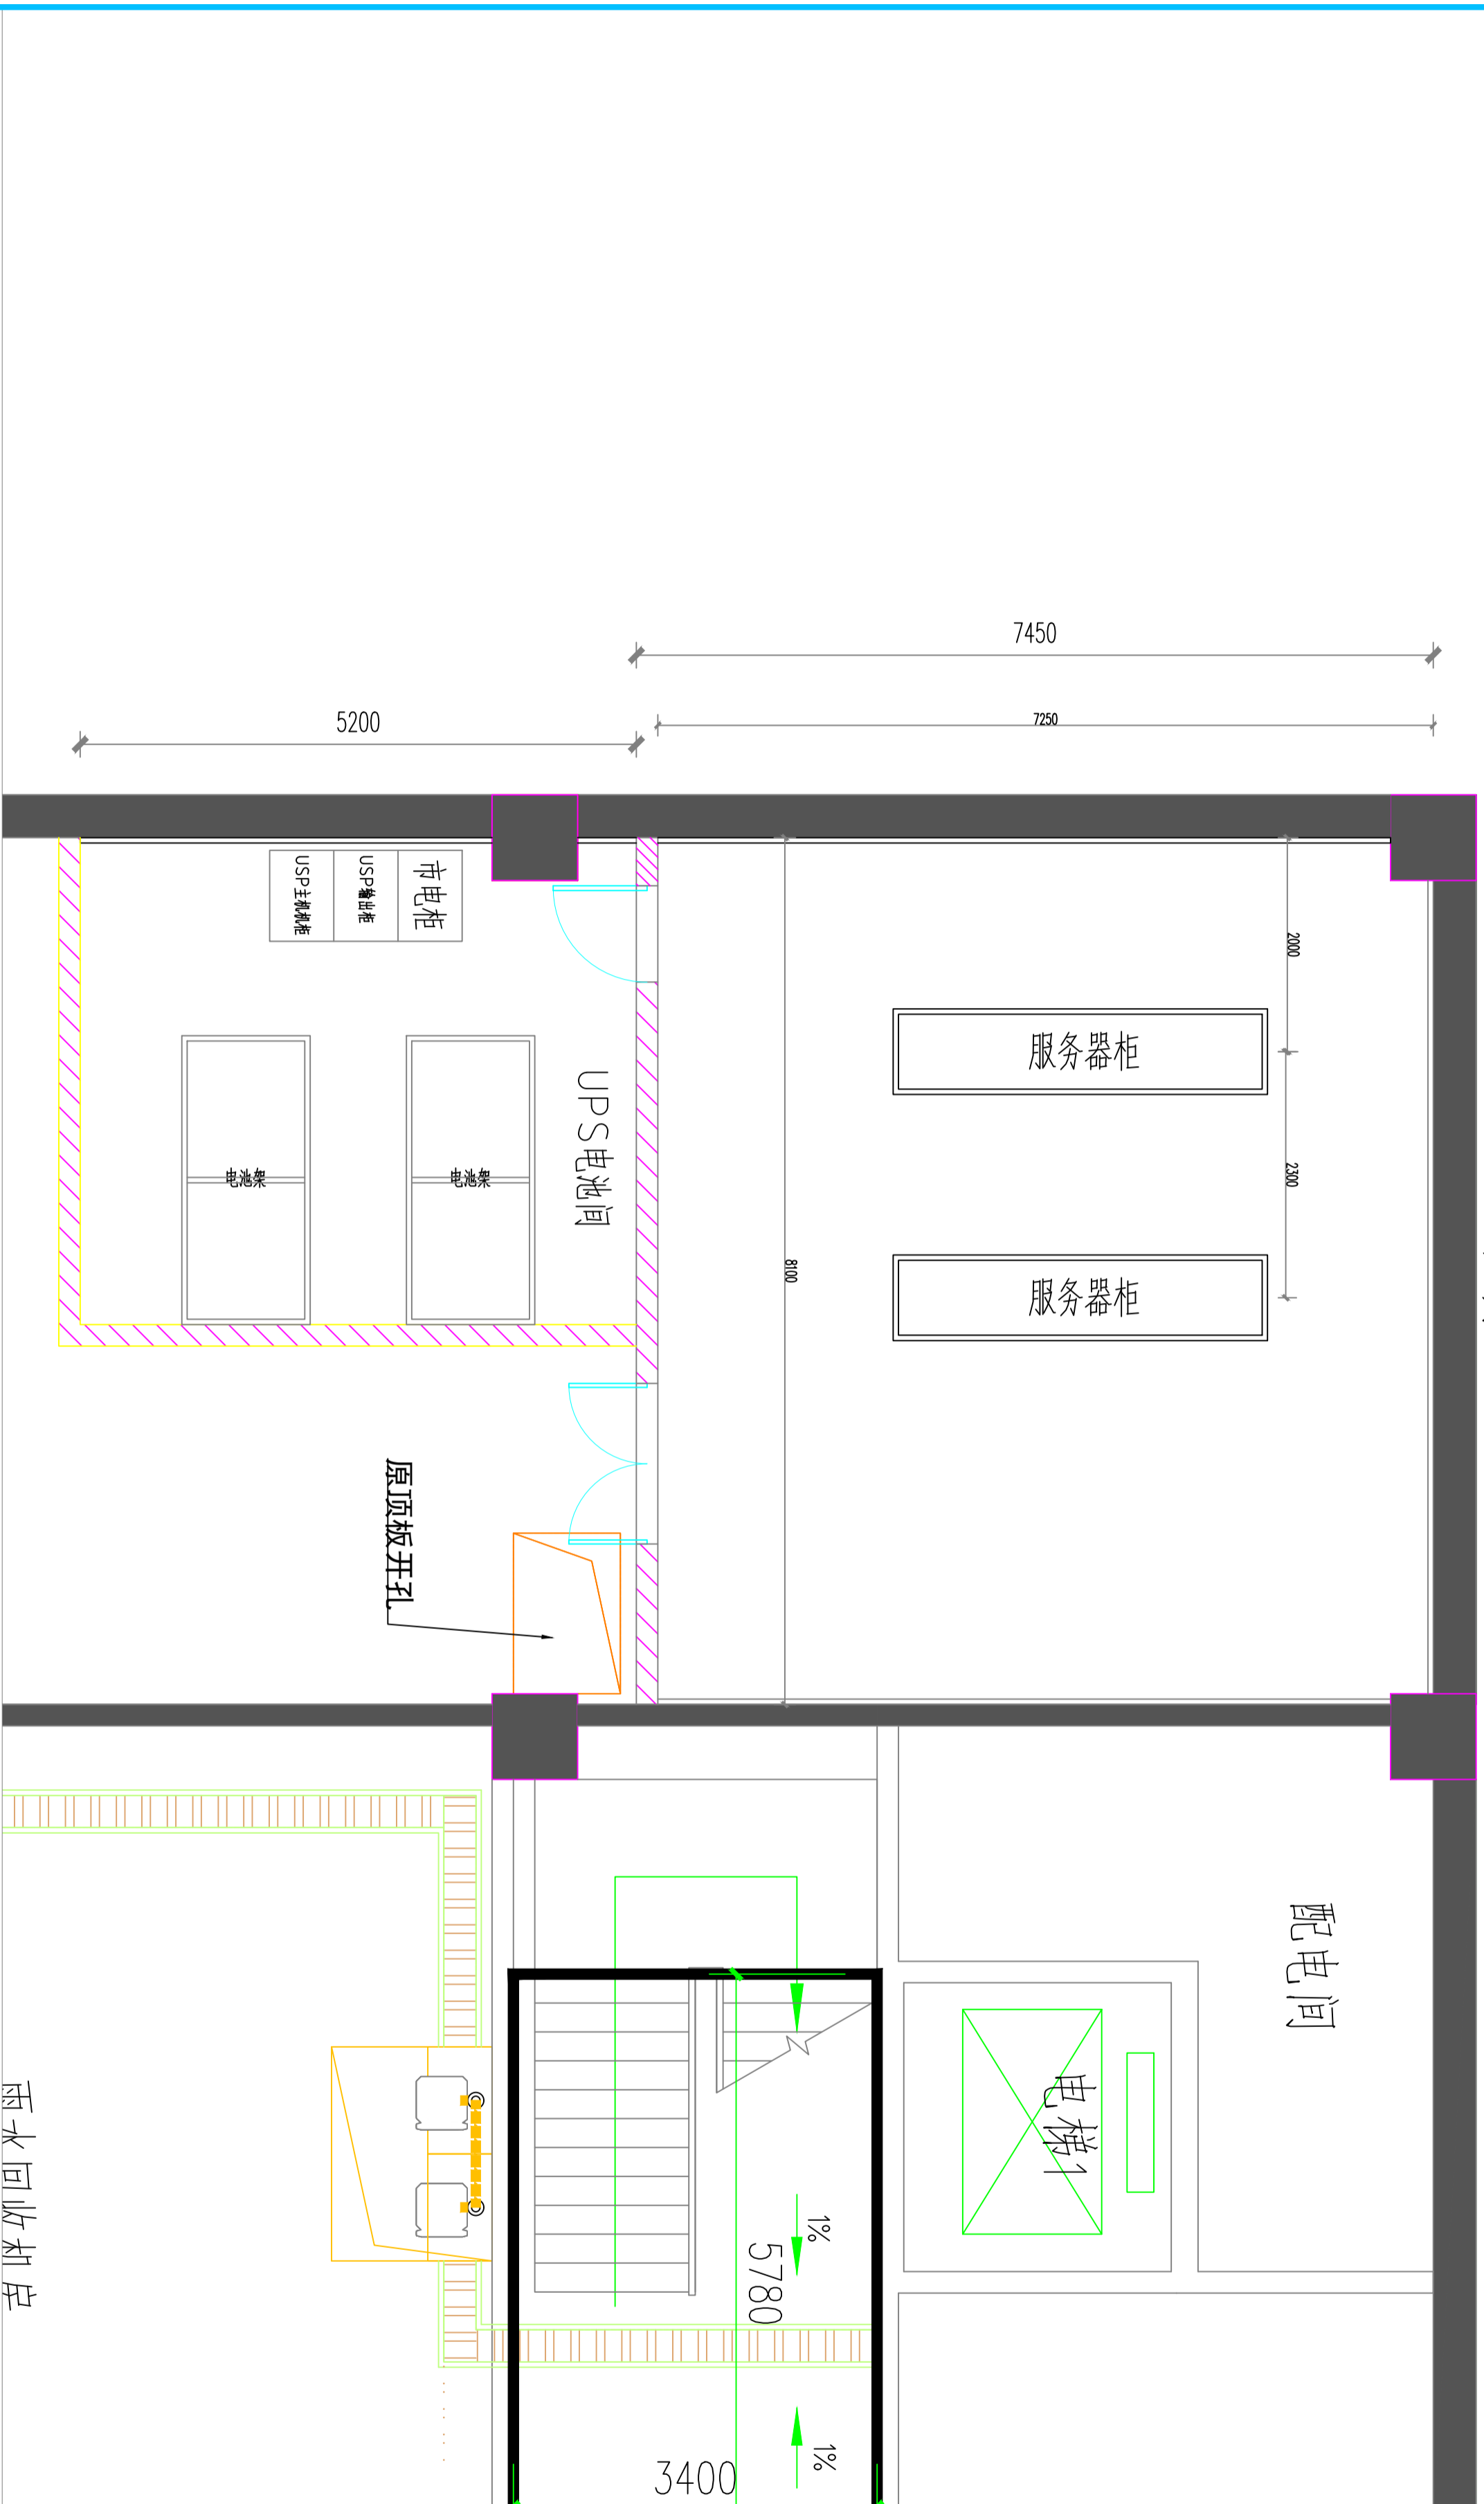 7450
7250
5200
USP主机机柜
USP输出柜
市电柜
2000
服务器柜
UPS电池间
电池架
电池架
2300
8100
服务器柜
原顶板开孔
配电间
电梯1
1%
5780
1%
3400